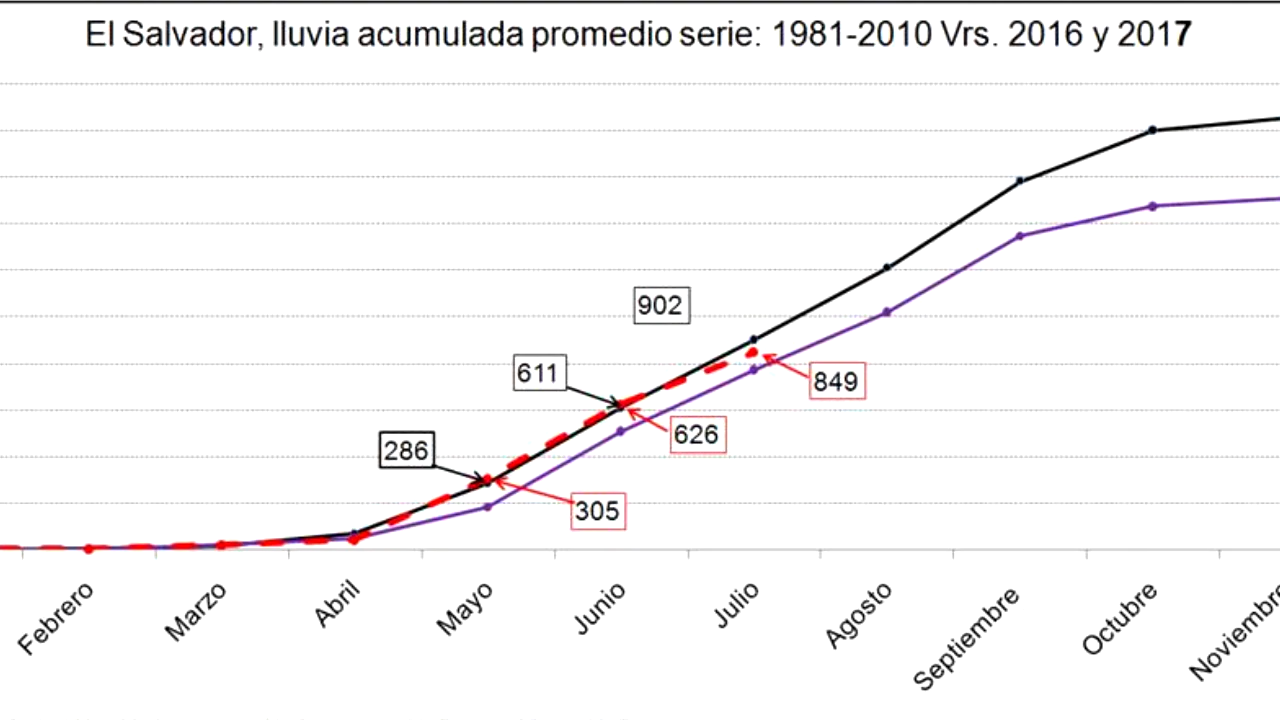 El Salvador, lluvia acumulada promedio serie: 1981-2010 Vrs. 2016 y 2017
902
611
849
626
286
305
Febrero
Marzo
Abril
Mayo
Junio
Julio
Agosto
Septiembre
Octubre
Noviembre